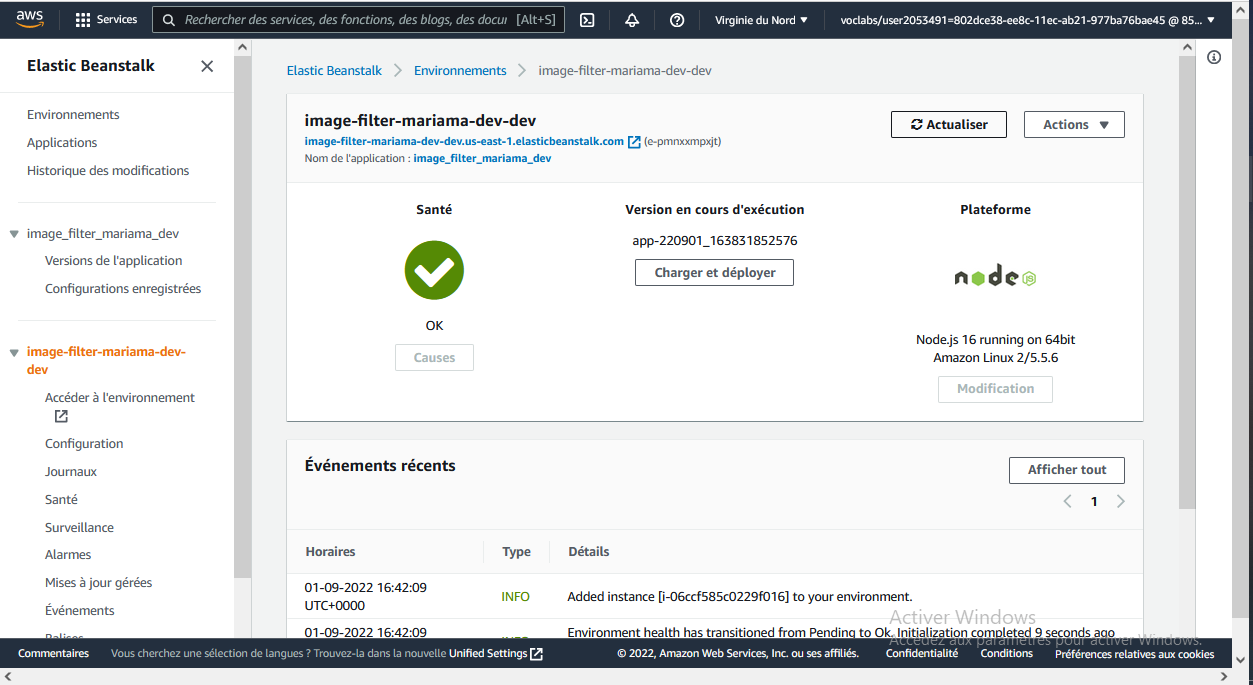 aws
Services
Rechercher des services, des fonctions, des blogs, des docu [Alt+S]
Virginie du Nord ▼
voclabs/user2053491=802dce38-ee8c-11ec-ab21-977ba76bae45 @ 85... ▼
Elastic Beanstalk
Environnements
Applications
Historique des modifications
image_filter_mariama_dev
Versions de l'application
Configurations enregistrées
image-filter-mariama-dev-
dev
Accéder à l'environnement
Configuration
Journaux
Santé
Surveillance
Alarmes
Mises à jour gérées
Événements
Balises
Elastic Beanstalk > Environnements > image-filter-mariama-dev-dev
image-filter-mariama-dev-dev
image-filter-mariama-dev-dev.us-east-1.elasticbeanstalk.com (e-pmnxxmpxjt)
Nom de l'application : image_filter_mariama_dev
Actualiser
Actions ▼
Santé
OK
Causes
Version en cours d'exécution
app-220901_163831852576
Charger et déployer
Plateforme
node JS
Node.js 16 running on 64bit
Amazon Linux 2/5.5.6
Modification
Événements récents
Afficher tout
< 1 >
Horaires Type Détails
01-09-2022 16:42:09
UTC+0000
INFO
Added instance [i-06ccf585c0229f016] to your environment.
01-09-2022 16:42:09
INFO
Environment health has transitioned from Pending to Ok. Initialization completed 9 seconds ago
Activer Windows
Accédez aux paramètres pour activer Windows.
Commentaires
Vous cherchez une sélection de langues ? Trouvez-la dans la nouvelle Unified Settings
© 2022, Amazon Web Services, Inc. ou ses affiliés.
Confidentialité
Conditions
Préférences relatives aux cookies